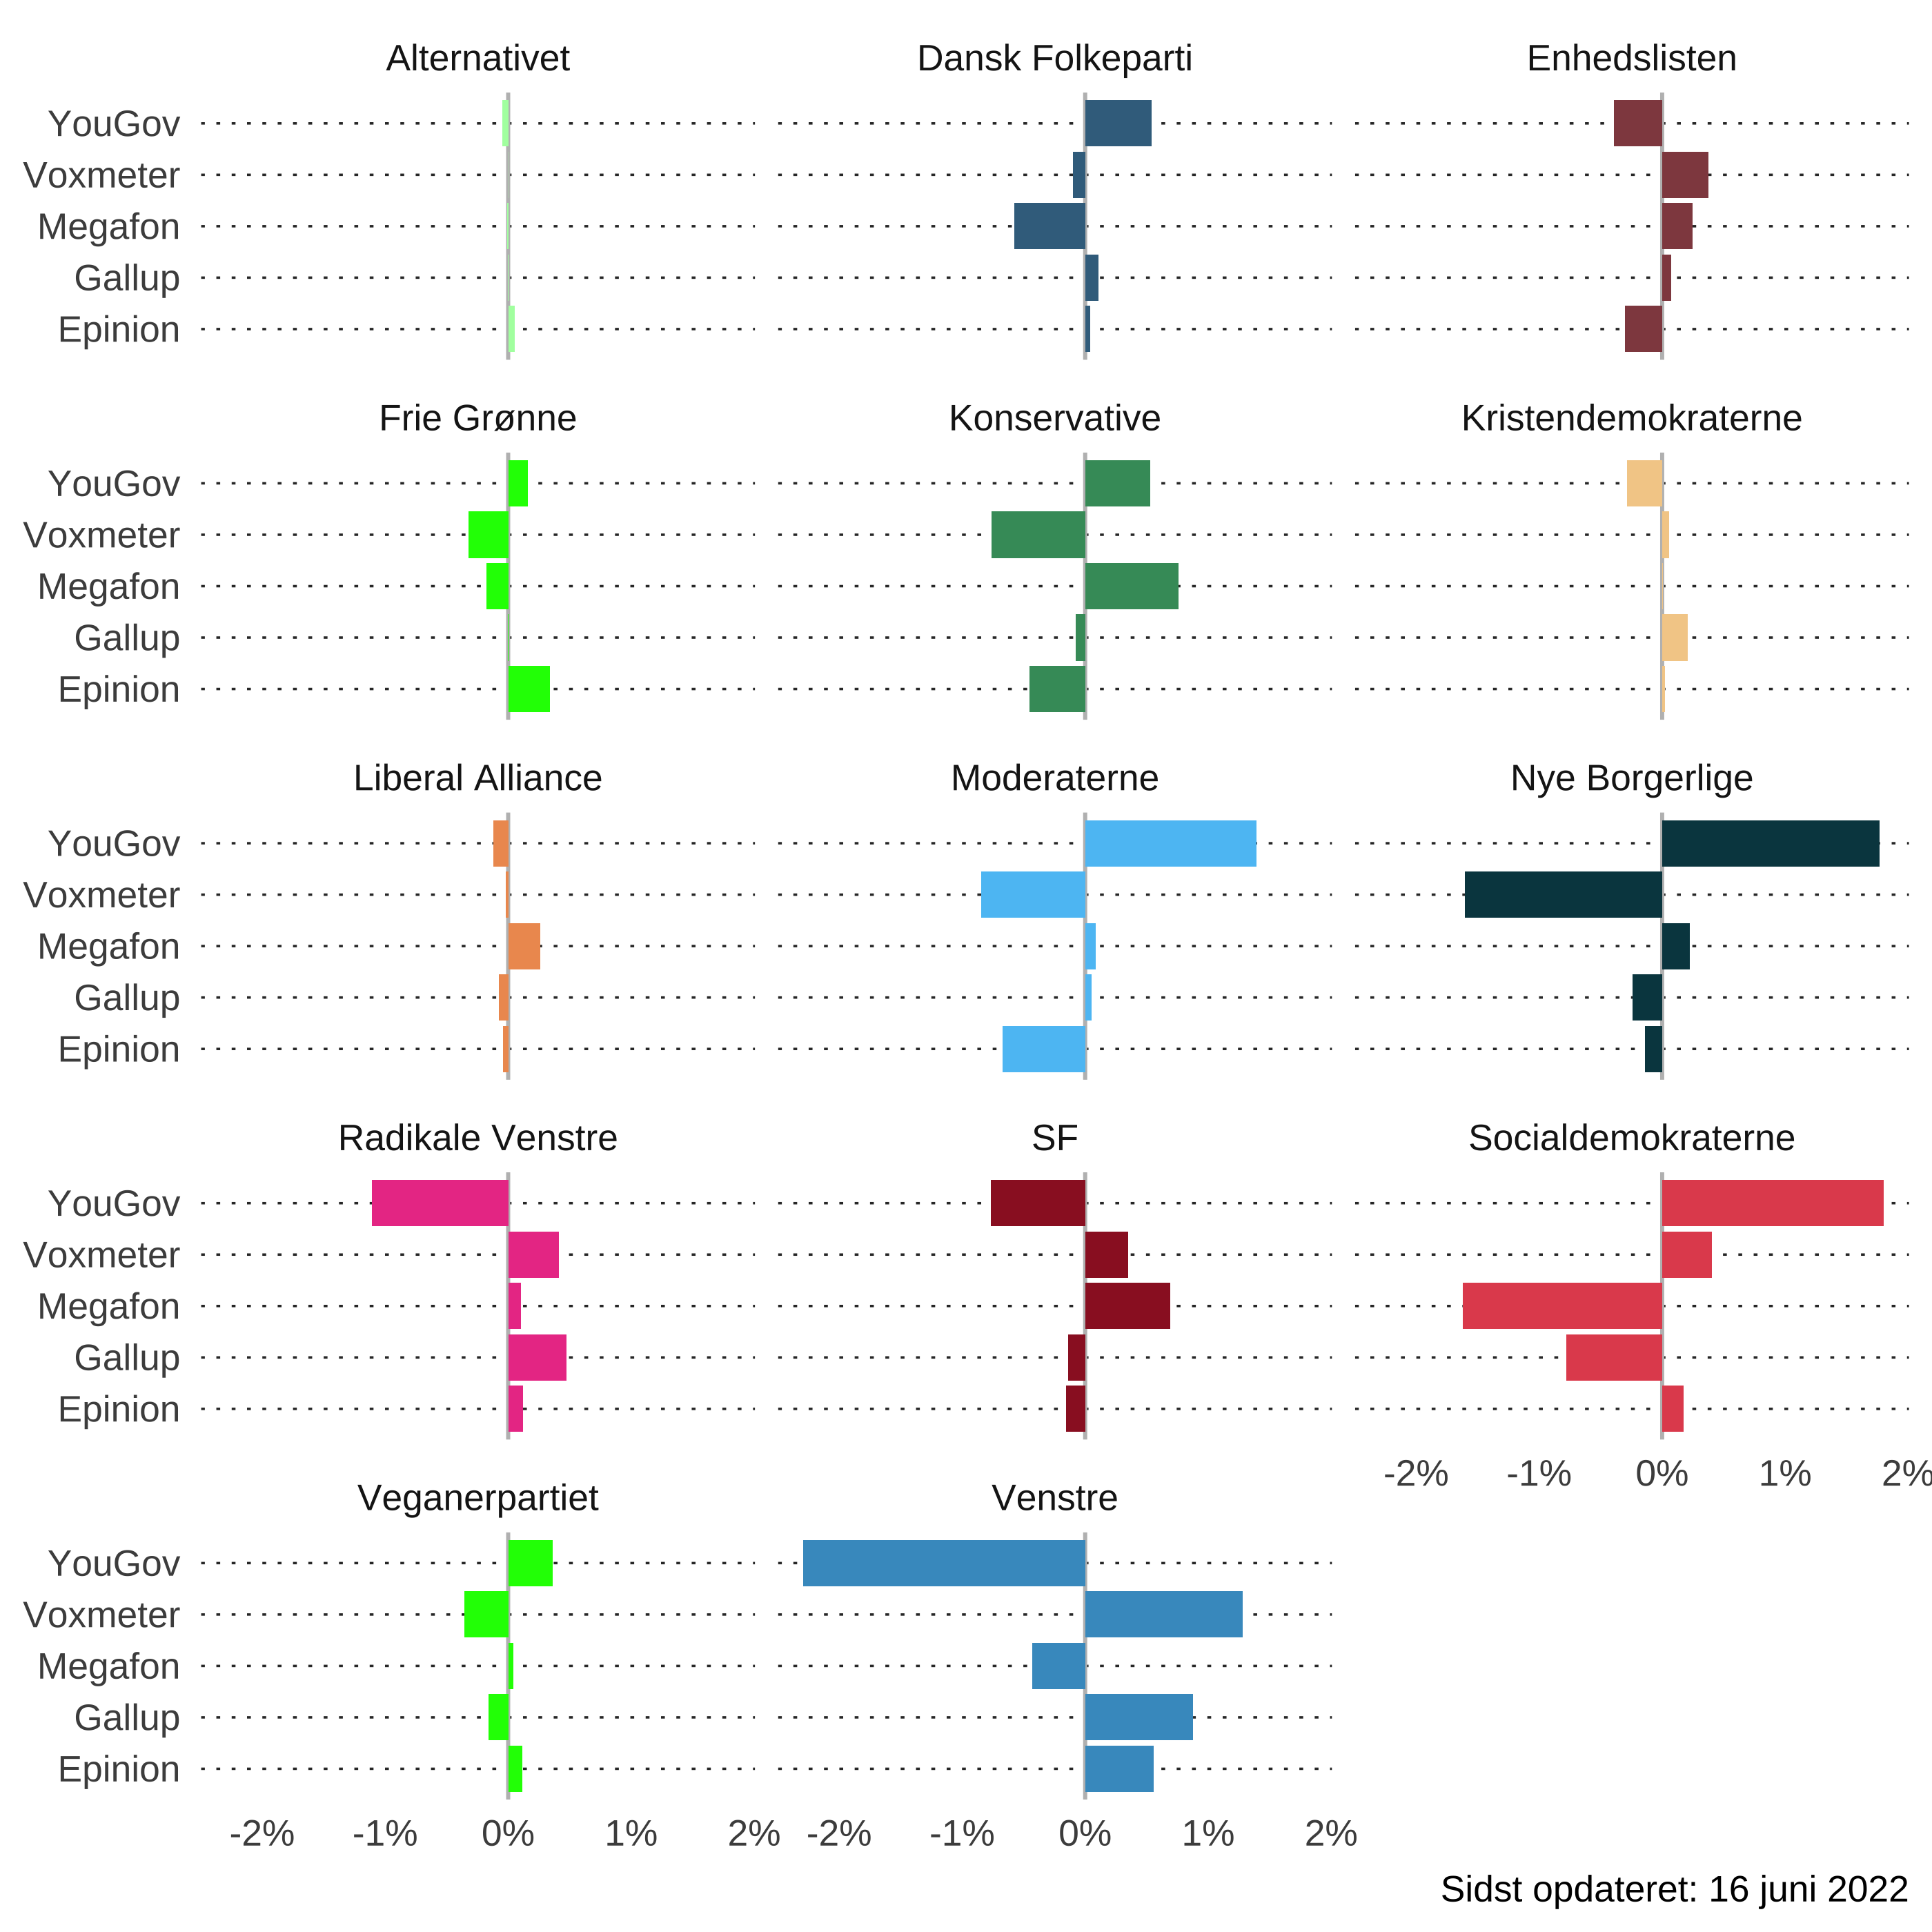 Alternativet Dansk Folkeparti Enhedslisten
YouGov
Voxmeter
Megafon
Gallup
Epinion
Frie Grønne Konservative Kristendemokraterne
YouGov
Voxmeter
Megafon
Gallup
Epinion
Liberal Alliance Moderaterne Nye Borgerlige
YouGov
Voxmeter
Megafon
Gallup
Epinion
Radikale Venstre SF Socialdemokraterne
YouGov
Voxmeter
Megafon
Gallup
Epinion
-2% -1% 0% 1% 2%
Veganerpartiet Venstre
YouGov
Voxmeter
Megafon
Gallup
Epinion
-2% -1% 0% 1% 2% -2% -1% 0% 1% 2%
Sidst opdateret: 16 juni 2022